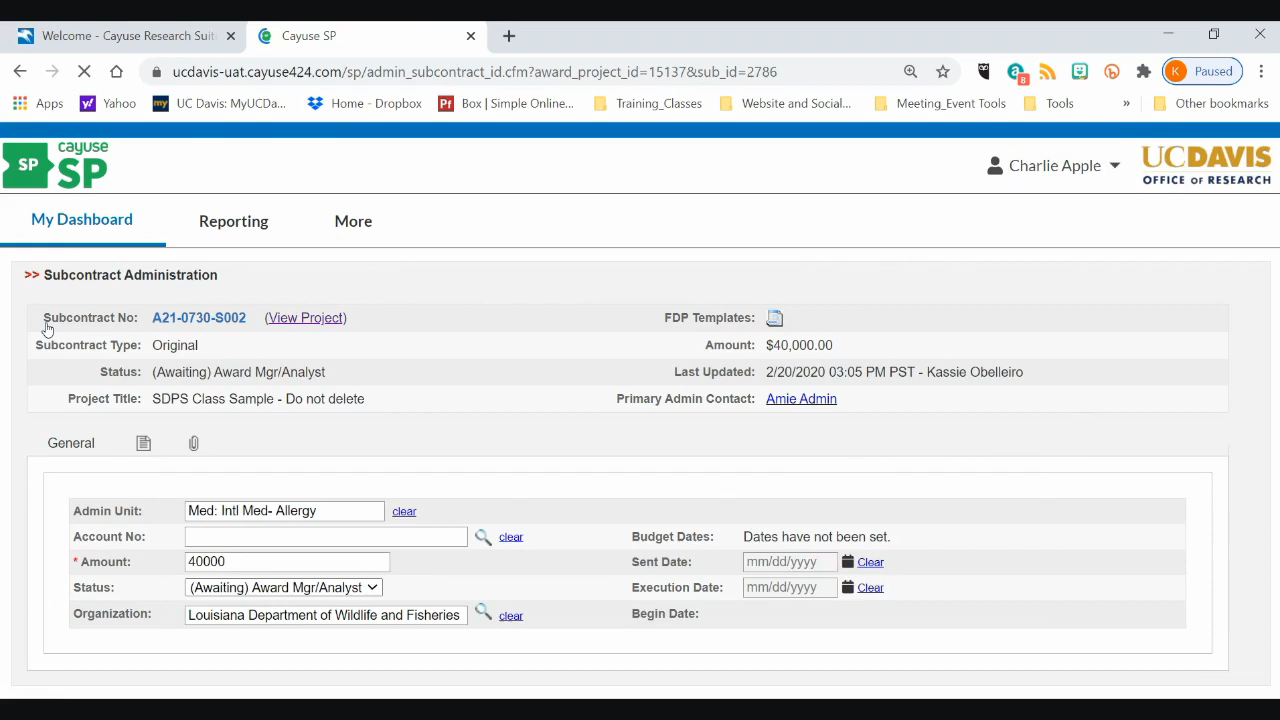 Welcome - Cayuse Research Suit
Cayuse SP
ucdavis-uat.cayuse424.com/sp/admin_subcontract_id.cfm?award_project_id=15137&sub_id=2786
8
K Paused
Apps
Yahoo
my UC Davis: MyUCDa...
Home - Dropbox
Pf Box | Simple Online...
Training_Classes
Website and Social...
Meeting_Event Tools
Tools
»
Other bookmarks
SP cayuse SP
Charlie Apple
UCDAVIS
OFFICE OF RESEARCH
My Dashboard
Reporting
More
>> Subcontract Administration
Subcontract No: A21-0730-S002 (View Project)
FDP Templates:
Subcontract Type: Original
Amount: $40,000.00
Status: (Awaiting) Award Mgr/Analyst
Last Updated: 2/20/2020 03:05 PM PST - Kassie Obelleiro
Project Title: SDPS Class Sample - Do not delete
Primary Admin Contact: Amie Admin
General
Admin Unit: Med: Intl Med- Allergy clear
Account No: clear
Budget Dates: Dates have not been set.
* Amount: 40000
Sent Date: mm/dd/yyyy Clear
Status: (Awaiting) Award Mgr/Analyst
Execution Date: mm/dd/yyyy Clear
Organization: Louisiana Department of Wildlife and Fisheries clear
Begin Date: